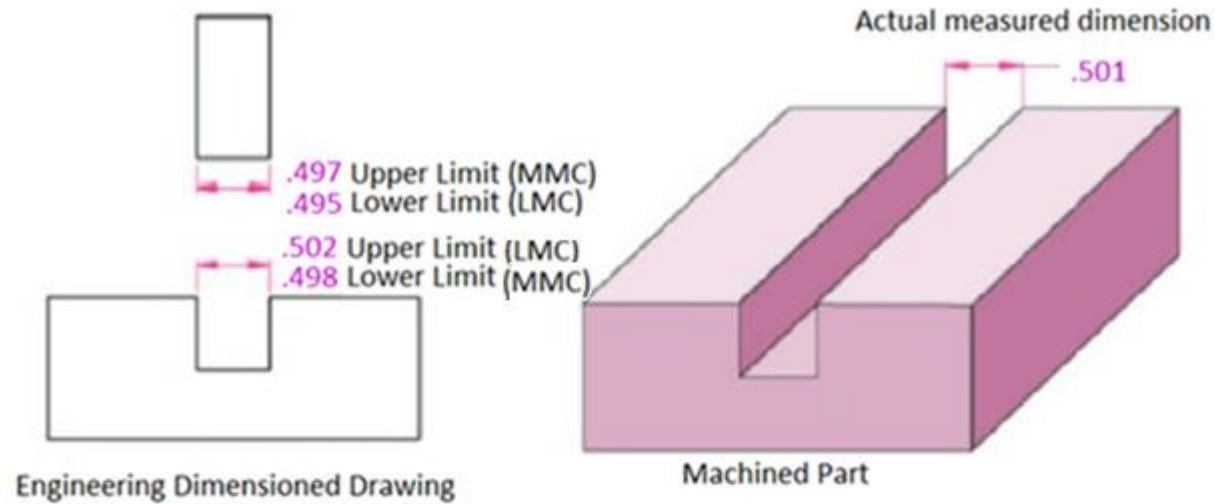 Actual measured dimension
.501
.497 Upper Limit (MMC)
.495 Lower Limit (LMC)
.502 Upper Limit (LMC)
.498 Lower Limit (MMC)
Engineering Dimensioned Drawing
Machined Part